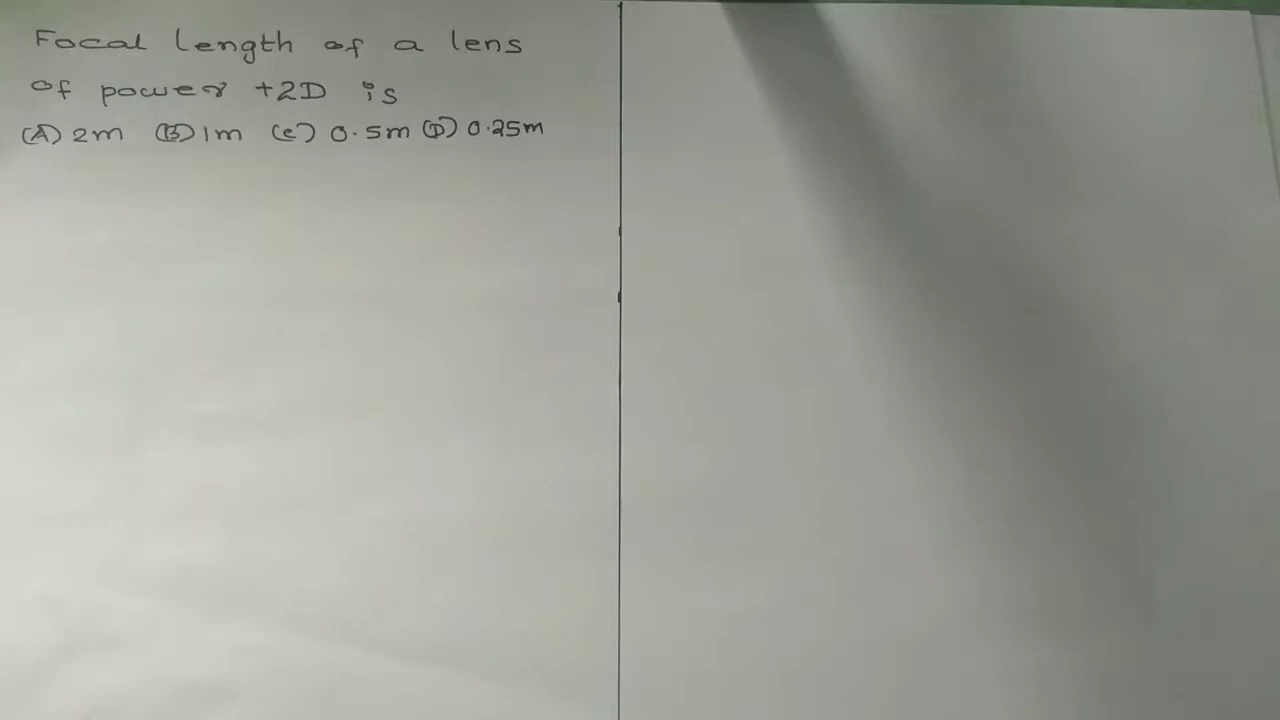 Focal length of a lens
of power +2D is
(A) 2m (B) 1m (c) 0.5m (D) 0.25m